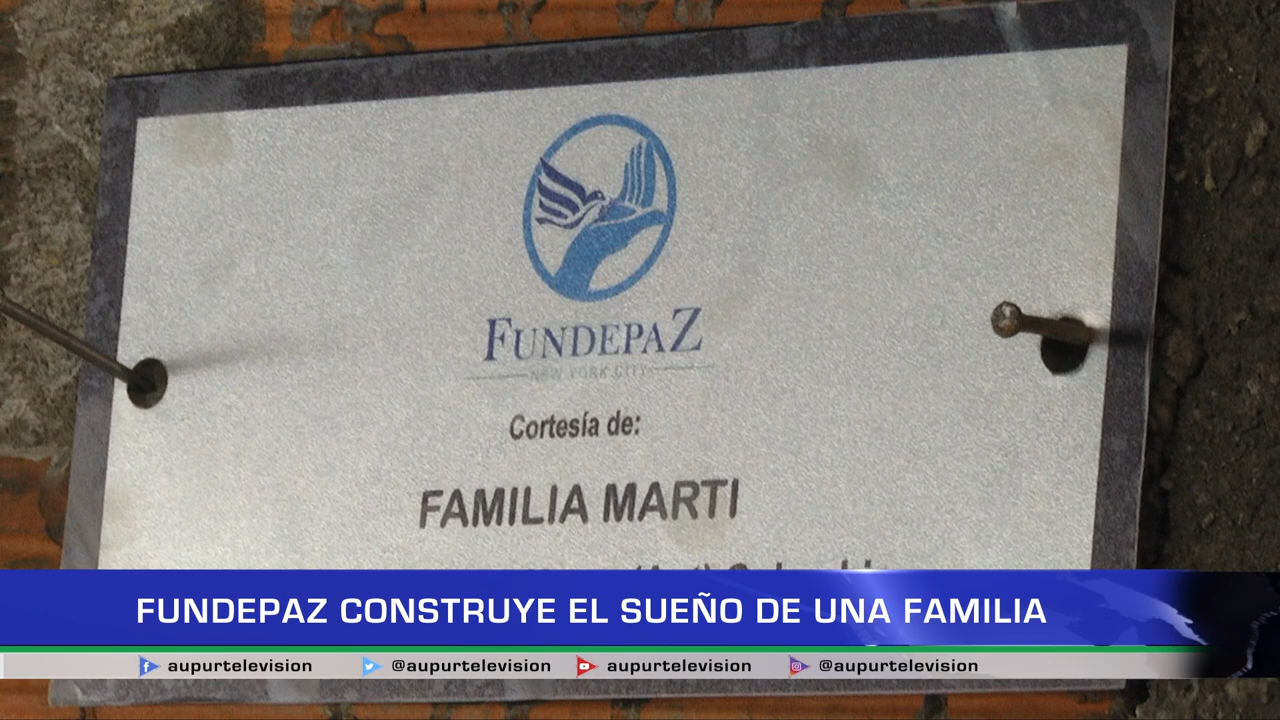 FUNDEPAZ
NEW YORK CITY
Cortesía de:
FAMILIA MARTI
FUNDEPAZ CONSTRUYE EL SUEÑO DE UNA FAMILIA
aupurtelevision @aupurtelevision aupurtelevision @aupurtelevision